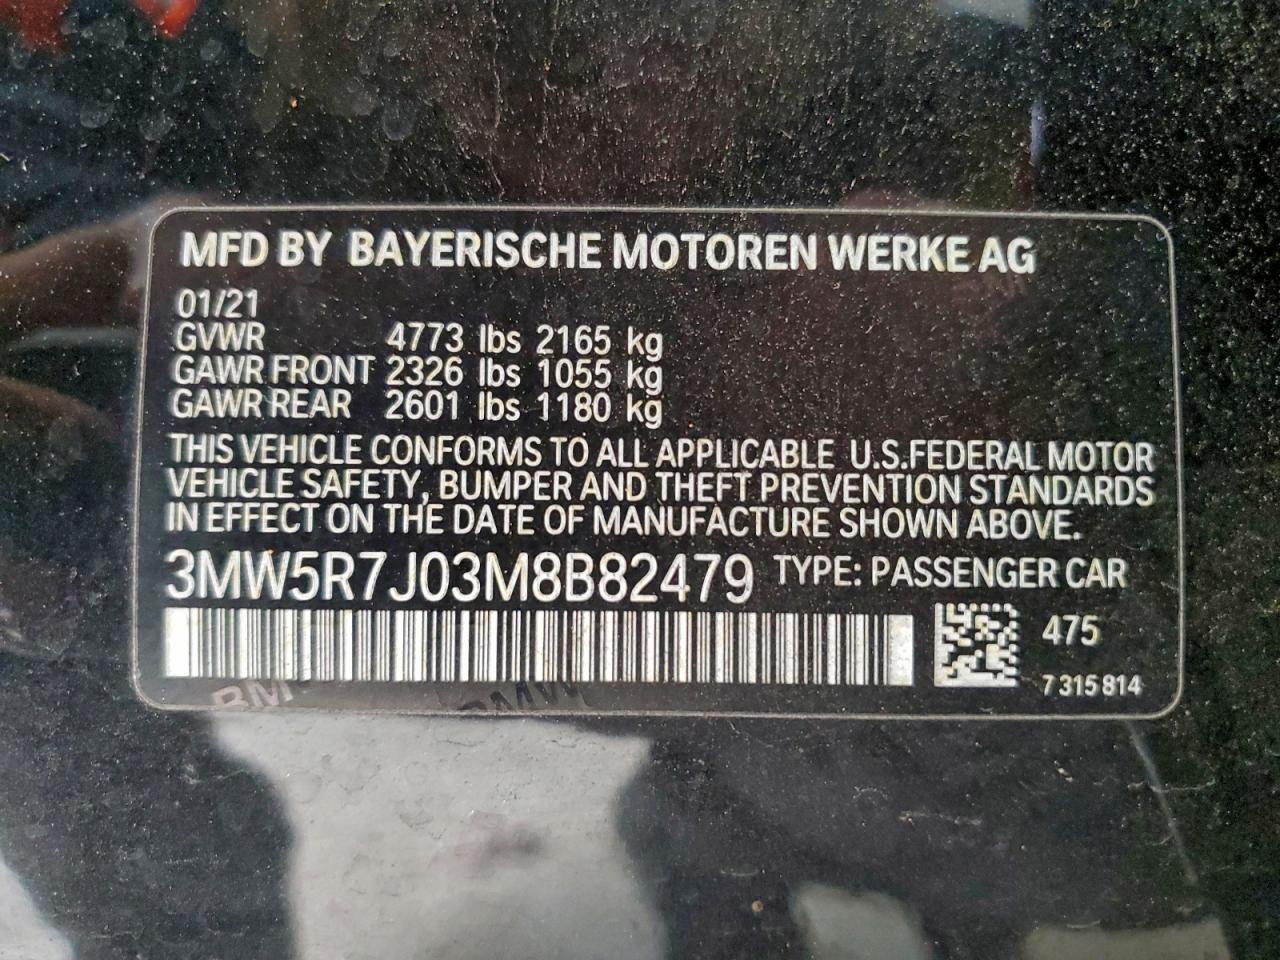 MFD BY BAYERISCHE MOTOREN WERKE AG
01/21
GVWR 4773 lbs 2165 kg
GAWR FRONT 2326 lbs 1055 kg
GAWR REAR 2601 lbs 1180 kg
THIS VEHICLE CONFORMS TO ALL APPLICABLE U.S.FEDERAL MOTOR
VEHICLE SAFETY, BUMPER AND THEFT PREVENTION STANDARDS
IN EFFECT ON THE DATE OF MANUFACTURE SHOWN ABOVE.
3MW5R7J03M8B82479 TYPE: PASSENGER CAR
475
7 315 814
BMW